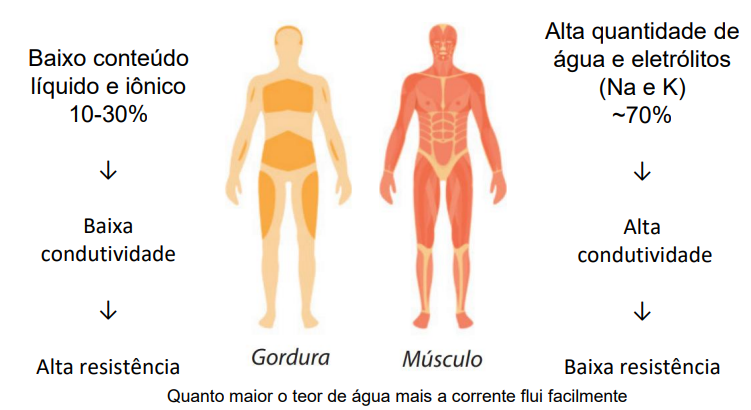 Baixo conteúdo
líquido e iônico
10-30%
↓
Baixa
condutividade
↓
Alta resistência
Gordura
Músculo
Alta quantidade de
água e eletrólitos
(Na e K)
~70%
↓
Alta
condutividade
↓
Baixa resistência
Quanto maior o teor de água mais a corrente flui facilmente